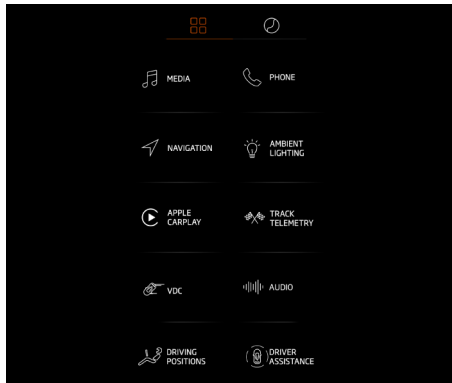 MEDIA
PHONE
NAVIGATION
AMBIENT
LIGHTING
APPLE
CARPLAY
TRACK
TELEMETRY
VDC
AUDIO
DRIVING
POSITIONS
DRIVER
ASSISTANCE